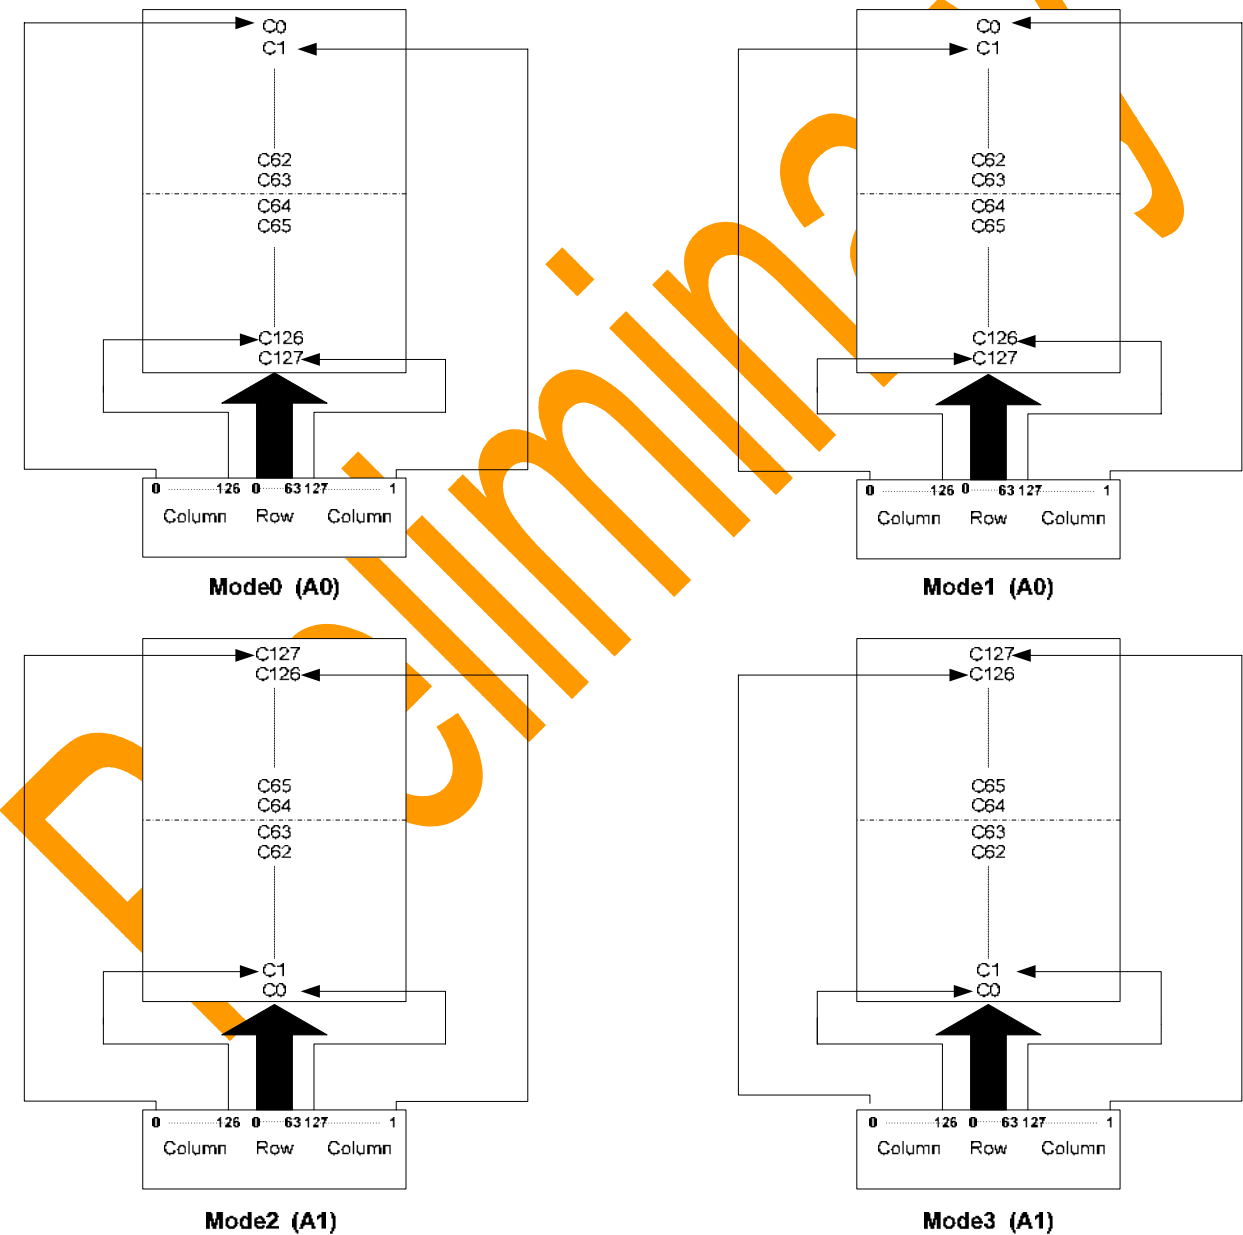 C0
C1
C62
C63
C64
C65
C126
C127
0 126 0 63 127 1
Column Row Column
Mode0 (A0)
C0
C1
C62
C63
C64
C65
C126
C127
0 126 0 63 127 1
Column Row Column
Mode1 (A0)
C127
C126
C65
C64
C63
C62
C1
C0
0 126 0 63 127 1
Column Row Column
Mode2 (A1)
C127
C126
C65
C64
C63
C62
C1
C0
0 126 0 63 127 1
Column Row Column
Mode3 (A1)
Preliminary